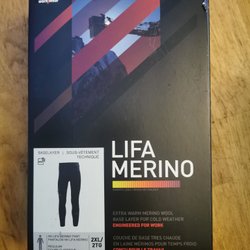 BASELAYER | SOUS-VÊTEMENT
TECHNIQUE
LIFA
MERINO
EXTRA WARM MERINO WOOL
BASE LAYER FOR COLD WEATHER
ENGINEERED FOR WORK
COUCHE DE BASE TRÈS CHAUDE
EN LAINE MÉRINOS POUR TEMPS FROID
2XL/
2TG